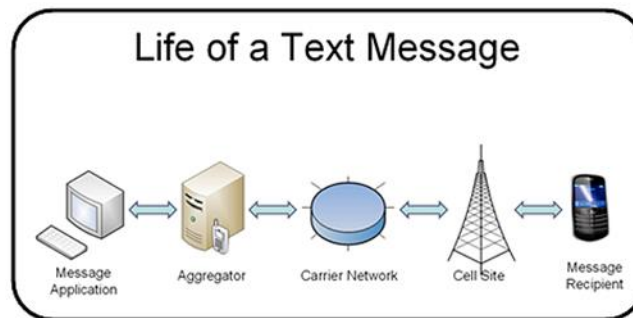 Life of a Text Message
Message
Application
Aggregator
Carrier Network
Cell Site
Message
Recipient